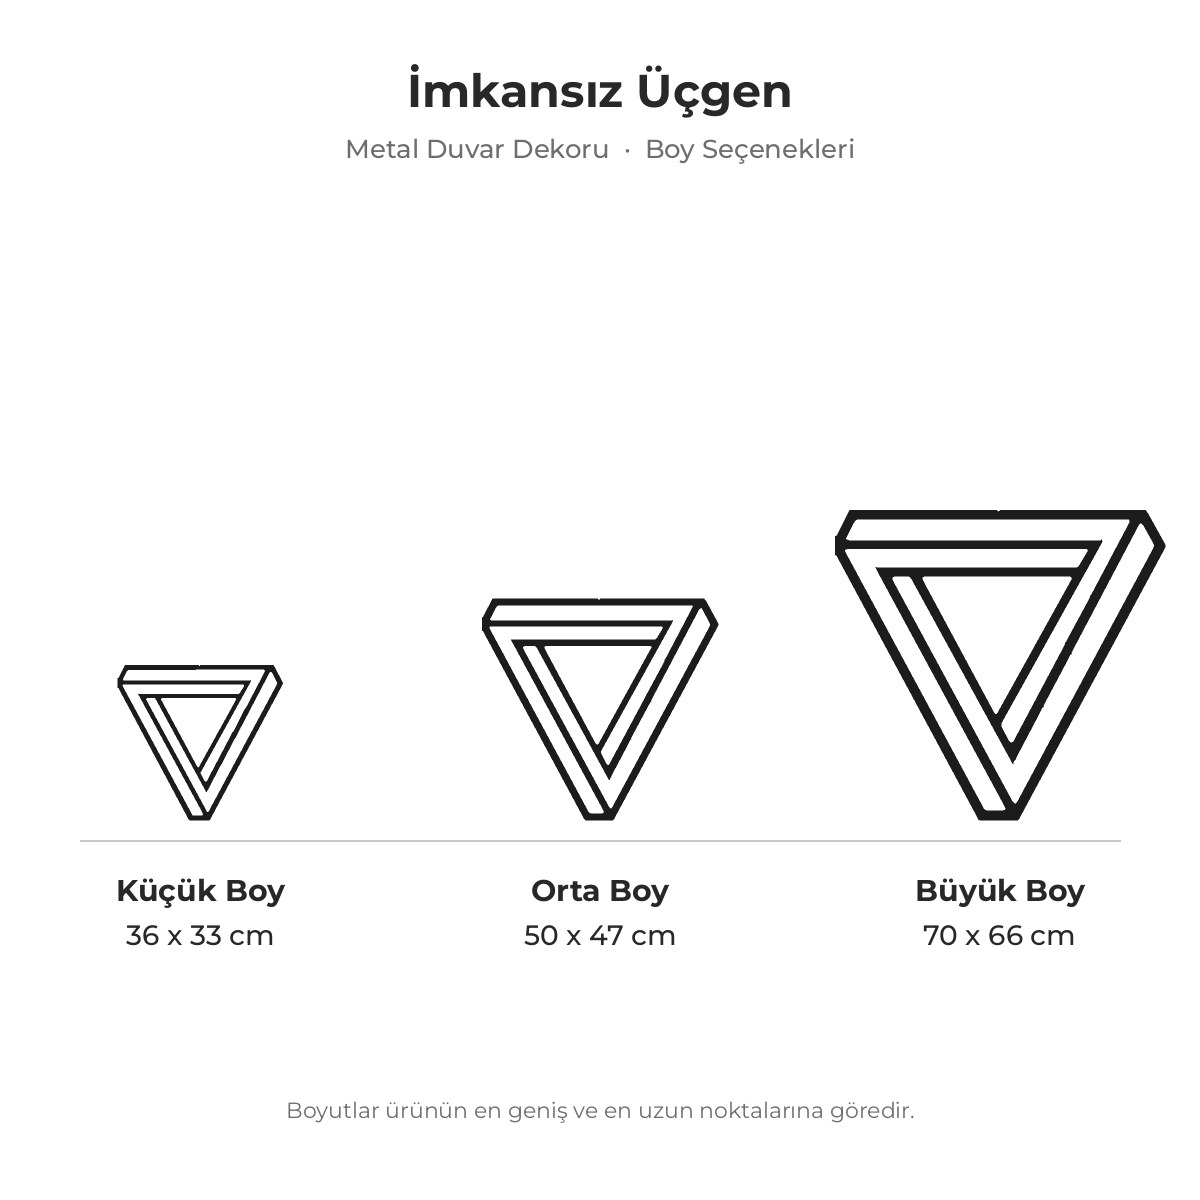 İmkansız Üçgen
Metal Duvar Dekoru · Boy Seçenekleri
Küçük Boy
36 x 33 cm
Orta Boy
50 x 47 cm
Büyük Boy
70 x 66 cm
Boyutlar ürünün en geniş ve en uzun noktalarına göredir.